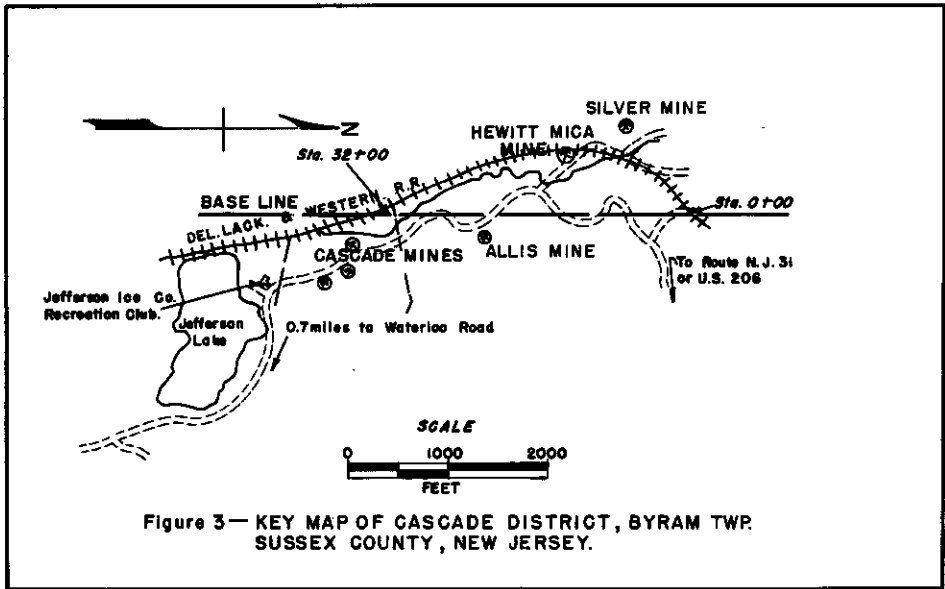 SILVER MINE
HEWITT MICA
MINE
N
Sta. 32+00
BASE LINE
DEL. LACK. & WESTERN R.R.
Sta. 0+00
CASCADE MINES
ALLIS MINE
To Route N.J. 31
or U.S. 206
Jefferson Ice Co.
Recreation Club.
Jefferson
Lake
0.7 miles to Waterloo Road
SCALE
0 1000 2000
FEET
Figure 3— KEY MAP OF CASCADE DISTRICT, BYRAM TWP.
SUSSEX COUNTY, NEW JERSEY.